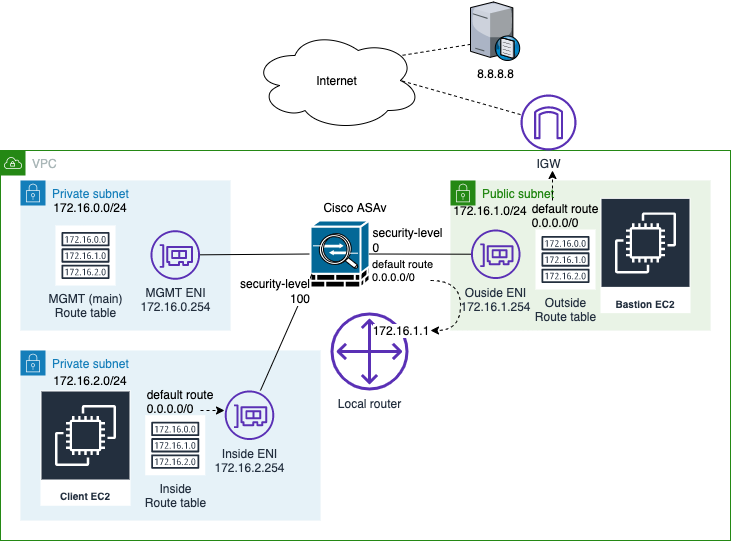 8.8.8.8
Internet
IGW
VPC
Private subnet
172.16.0.0/24
172.16.0.0
172.16.1.0
172.16.2.0
MGMT (main)
Route table
MGMT ENI
172.16.0.254
Cisco ASAv
security-level
0
default route
0.0.0.0/0
security-level
100
Public subnet
172.16.1.0/24
default route
0.0.0.0/0
172.16.0.0
172.16.1.0
172.16.2.0
Ouside ENI
172.16.1.254
Outside
Route table
Bastion EC2
172.16.1.1
Local router
Private subnet
172.16.2.0/24
default route
0.0.0.0/0
172.16.0.0
172.16.1.0
172.16.2.0
Client EC2
Inside
Route table
Inside ENI
172.16.2.254